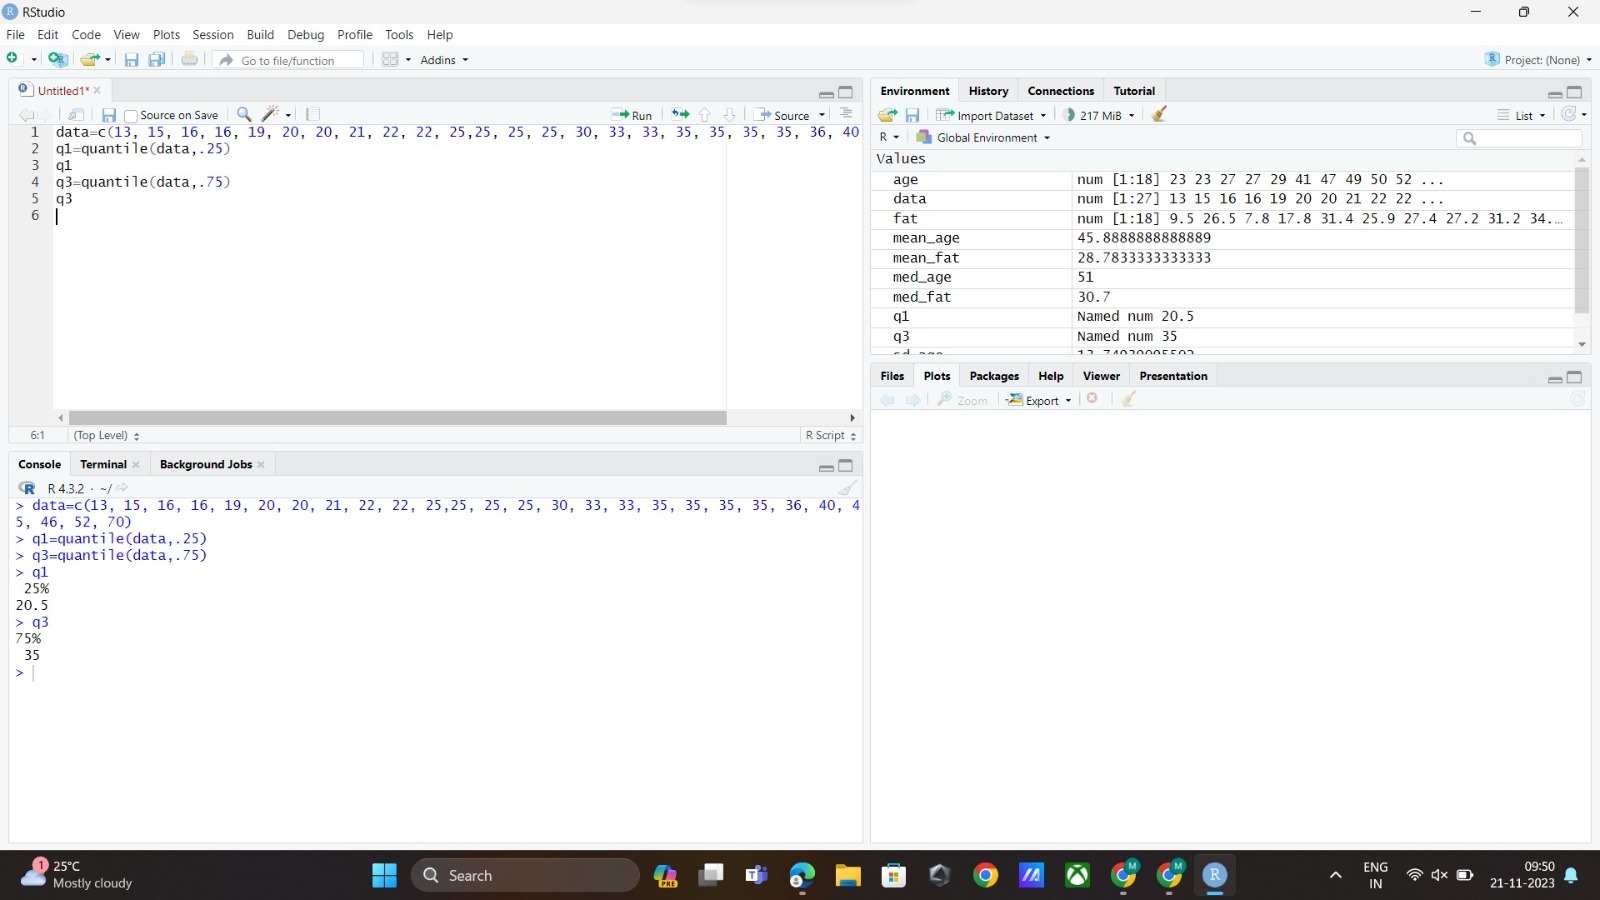 RStudio
File Edit Code View Plots Session Build Debug Profile Tools Help
Go to file/function Addins Project: (None)
Untitled1*
Source on Save Run Source
1 data=c(13, 15, 16, 16, 19, 20, 20, 21, 22, 22, 25,25, 25, 25, 30, 33, 33, 35, 35, 35, 35, 36, 40
2 q1=quantile(data,.25)
3 q1
4 q3=quantile(data,.75)
5 q3
6
6:1 (Top Level) R Script
Console Terminal Background Jobs
R 4.3.2 · ~/
> data=c(13, 15, 16, 16, 19, 20, 20, 21, 22, 22, 25,25, 25, 25, 30, 33, 33, 35, 35, 35, 35, 36, 40, 4
5, 46, 52, 70)
> q1=quantile(data,.25)
> q3=quantile(data,.75)
> q1
25%
20.5
> q3
75%
35
>
Environment History Connections Tutorial
Import Dataset 217 MiB List
R Global Environment
Values
age num [1:18] 23 23 27 27 29 41 47 49 50 52 ...
data num [1:27] 13 15 16 16 19 20 20 21 22 22 ...
fat num [1:18] 9.5 26.5 7.8 17.8 31.4 25.9 27.4 27.2 31.2 34.…
mean_age 45.8888888888889
mean_fat 28.7833333333333
med_age 51
med_fat 30.7
q1 Named num 20.5
q3 Named num 35
Files Plots Packages Help Viewer Presentation
Zoom Export
1 25°C
Mostly cloudy
Search
PRE
M
M
R
ENG
IN
09:50
21-11-2023